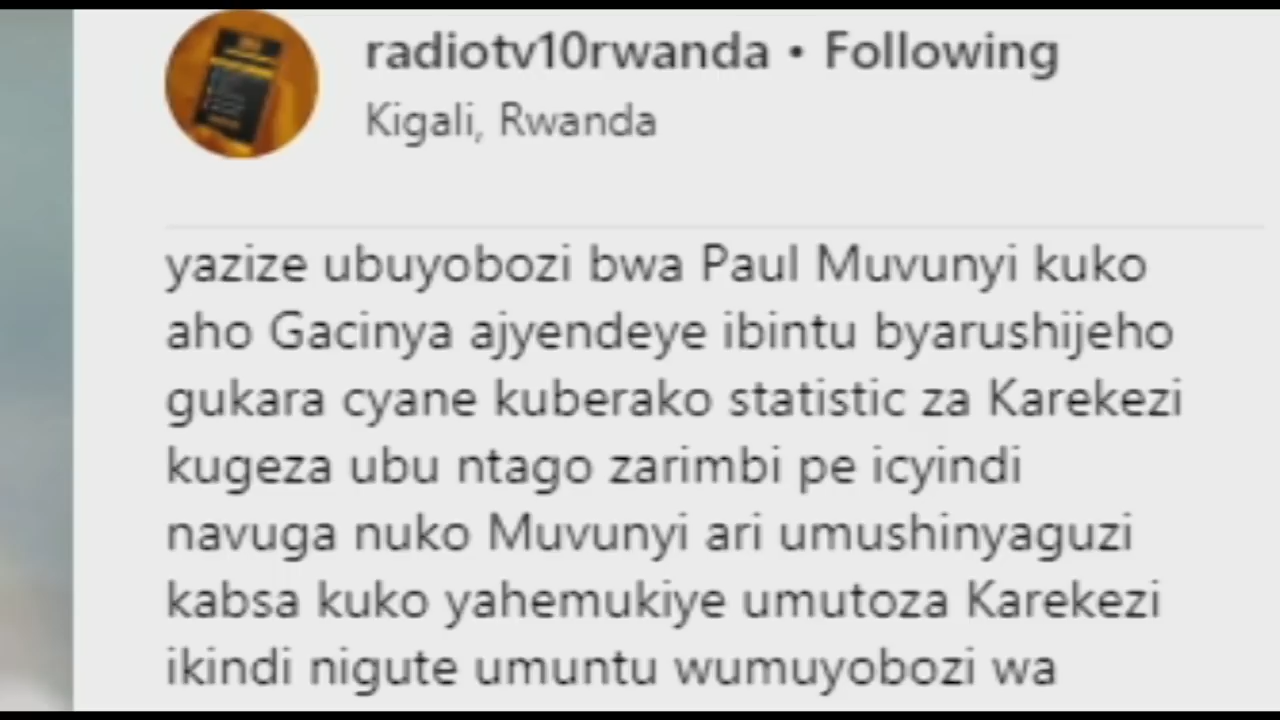 radiotv10rwanda • Following
Kigali, Rwanda
yazize ubuyobozi bwa Paul Muvunyi kuko
aho Gacinya ajyendeye ibintu byarushijeho
gukara cyane kuberako statistic za Karekezi
kugeza ubu ntago zarimbi pe icyindi
navuga nuko Muvunyi ari umushinyaguzi
kabsa kuko yahemukiye umutoza Karekezi
ikindi nigute umuntu wumuyobozi wa